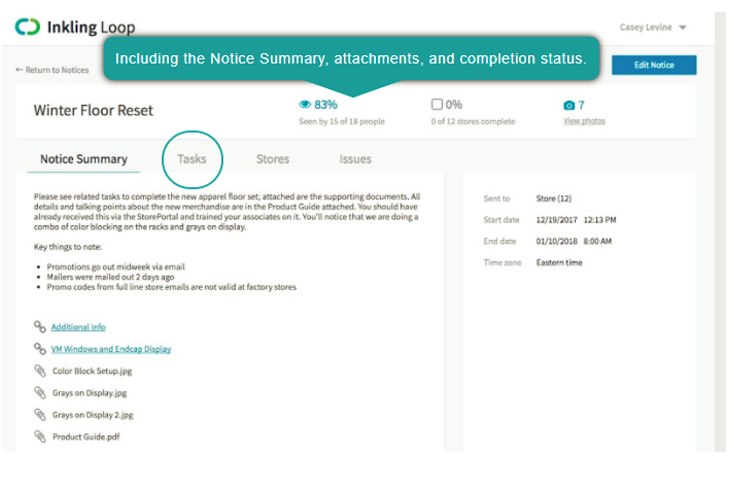 Inkling Loop
Casey Levine
Including the Notice Summary, attachments, and completion status.
← Return to Notices
Edit Notice
Winter Floor Reset
83%
Seen by 15 of 18 people
0%
0 of 12 stores complete
7
View photos
Notice Summary
Tasks
Stores
Issues
Please see related tasks to complete the new apparel floor set; attached are the supporting documents. All
details and talking points about the new merchandise are in the Product Guide attached. You should have
already received this via the StorePortal and trained your associates on it. You'll notice that we are doing a
combo of color blocking on the racks and grays on display.
Key things to note:
• Promotions go out midweek via email
• Mailers were mailed out 2 days ago
• Promo codes from full line store emails are not valid at factory stores
Additional Info
VM Windows and Endcap Display
Color Block Setup.jpg
Grays on Display.jpg
Grays on Display 2.jpg
Product Guide.pdf
Sent to Store (12)
Start date 12/19/2017 12:13 PM
End date 01/10/2018 8:00 AM
Time zone Eastern time